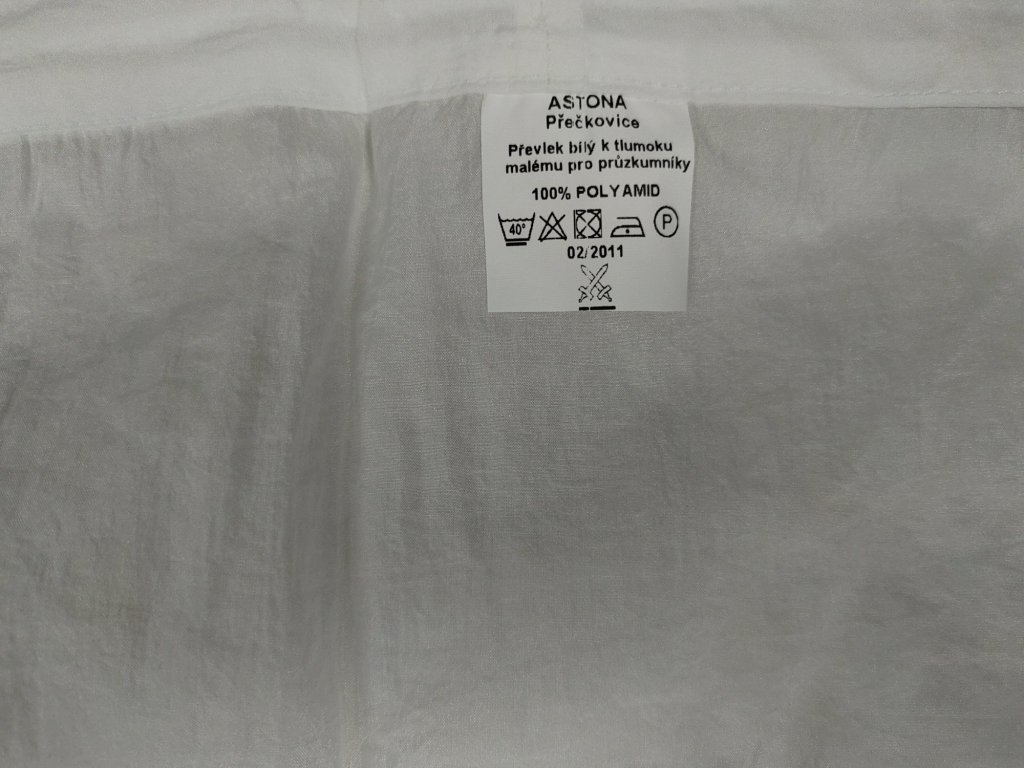 ASTONA
Přečkovice
Převlek bílý k tlumoku
malému pro průzkumníky
100% POLYAMID
40° P
02/2011